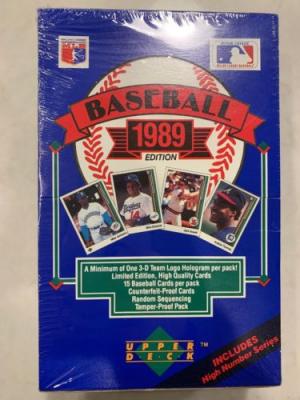 BASEBALL
1989
EDITION
A Minimum of One 3-D Team Logo Hologram per pack!
Limited Edition, High Quality Cards
15 Baseball Cards per pack
Counterfeit-Proof Cards
Random Sequencing
Tamper-Proof Pack
UPPER
DECK
TM
INCLUDES
High Number Series